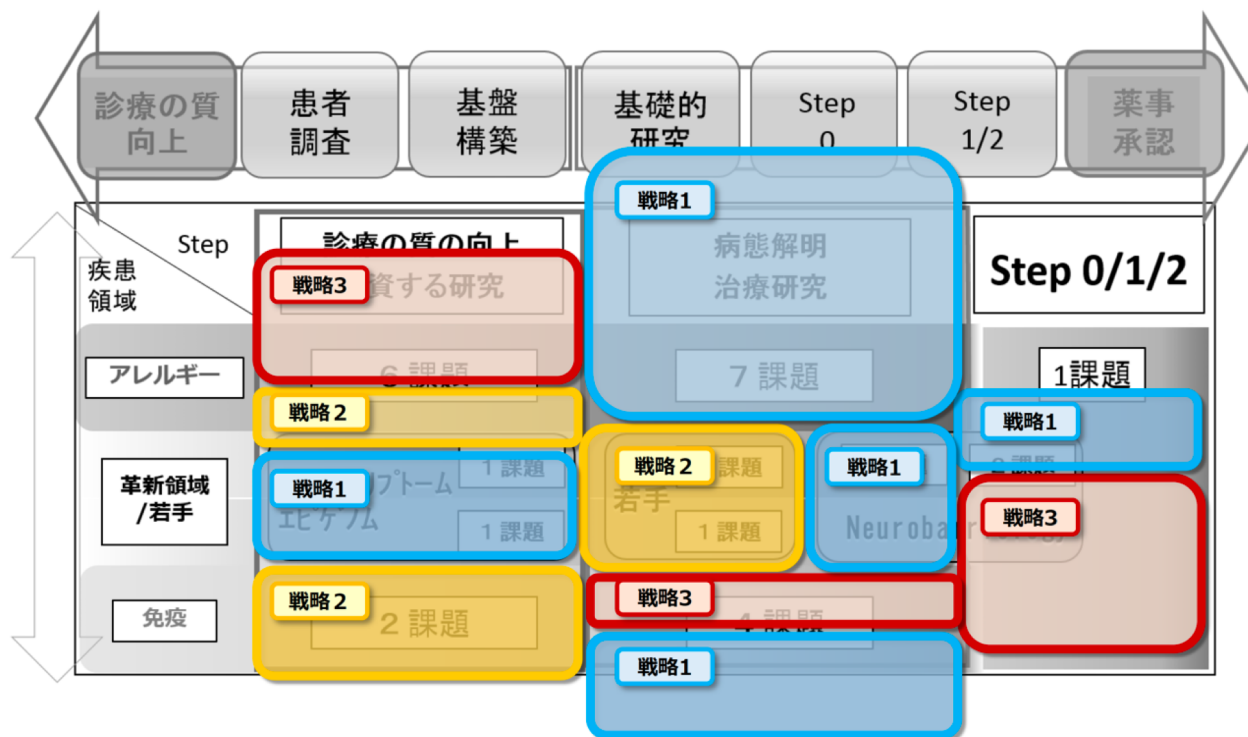 診療の質
向上
患者
調査
基盤
構築
基礎的
研究
Step
0
Step
1/2
薬事
承認
Step
疾患
領域
診療の質の向上
資する研究
戦略3
戦略1
病態解明
治療研究
Step 0/1/2
アレルギー
6 課題
7 課題
1課題
戦略2
戦略1
革新領域
/若手
戦略1
プトーム
エピゲノム
1 課題
1 課題
戦略2
課題
若手
1 課題
戦略1
課題
戦略3
免疫
戦略2
2 課題
戦略3
4 課題
戦略1